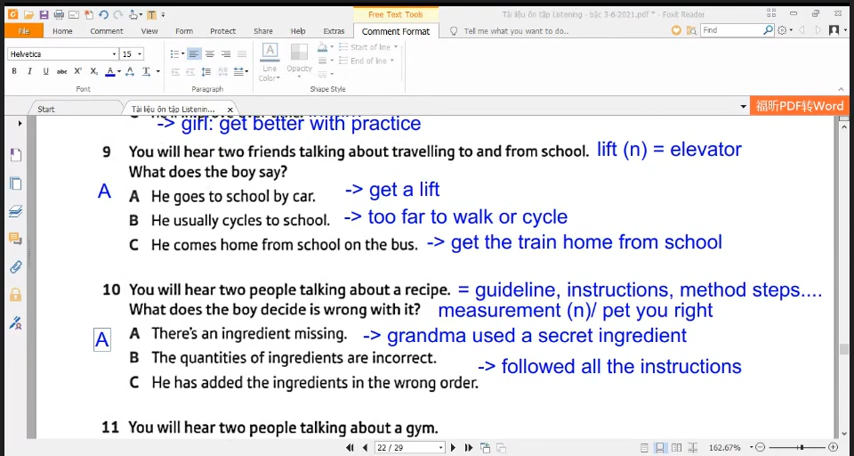 Free Text Tools
Tài liệu ôn tập Listening - bậc 3-6-2021.pdf * - Foxit Reader
File Home Comment View Form Protect Share Help Extras Comment Format Tell me what you want to do... Find
Helvetica 15
Start of line
End of line
Line Color
Opacity
Font Paragraph Shape Style
Start Tài liệu ôn tập Listenin... × 福昕PDF转Word
-> girl: get better with practice
9 You will hear two friends talking about travelling to and from school. lift (n) = elevator
What does the boy say?
A A He goes to school by car. -> get a lift
B He usually cycles to school. -> too far to walk or cycle
C He comes home from school on the bus. -> get the train home from school
10 You will hear two people talking about a recipe. = guideline, instructions, method steps....
What does the boy decide is wrong with it? measurement (n)/ pet you right
A A There's an ingredient missing. -> grandma used a secret ingredient
B The quantities of ingredients are incorrect.
-> followed all the instructions
C He has added the ingredients in the wrong order.
11 You will hear two people talking about a gym.
22 / 29 162.67%